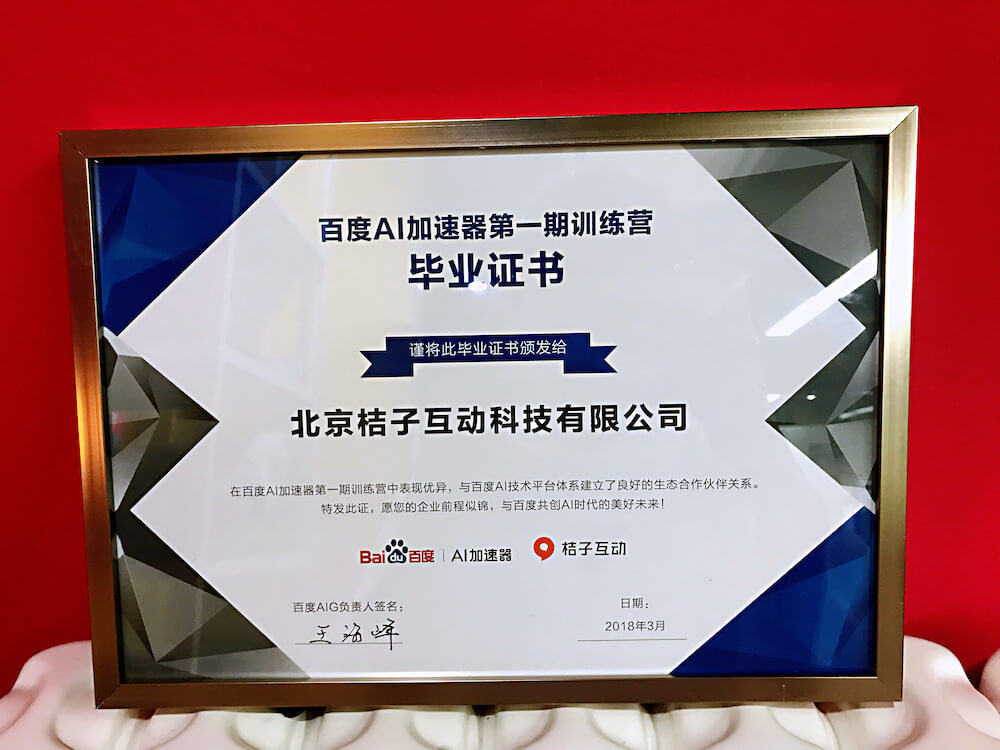 百度AI加速器第一期训练营
毕业证书
谨将此毕业证书颁发给
北京桔子互动科技有限公司
在百度AI加速器第一期训练营中表现优异，与百度AI技术平台体系建立了良好的生态合作伙伴关系。
特发此证，愿您的企业前程似锦，与百度共创AI时代的美好未来！
Bai du 百度 | AI加速器 桔子互动
百度AIG负责人签名：
王海峰
日期：
2018年3月